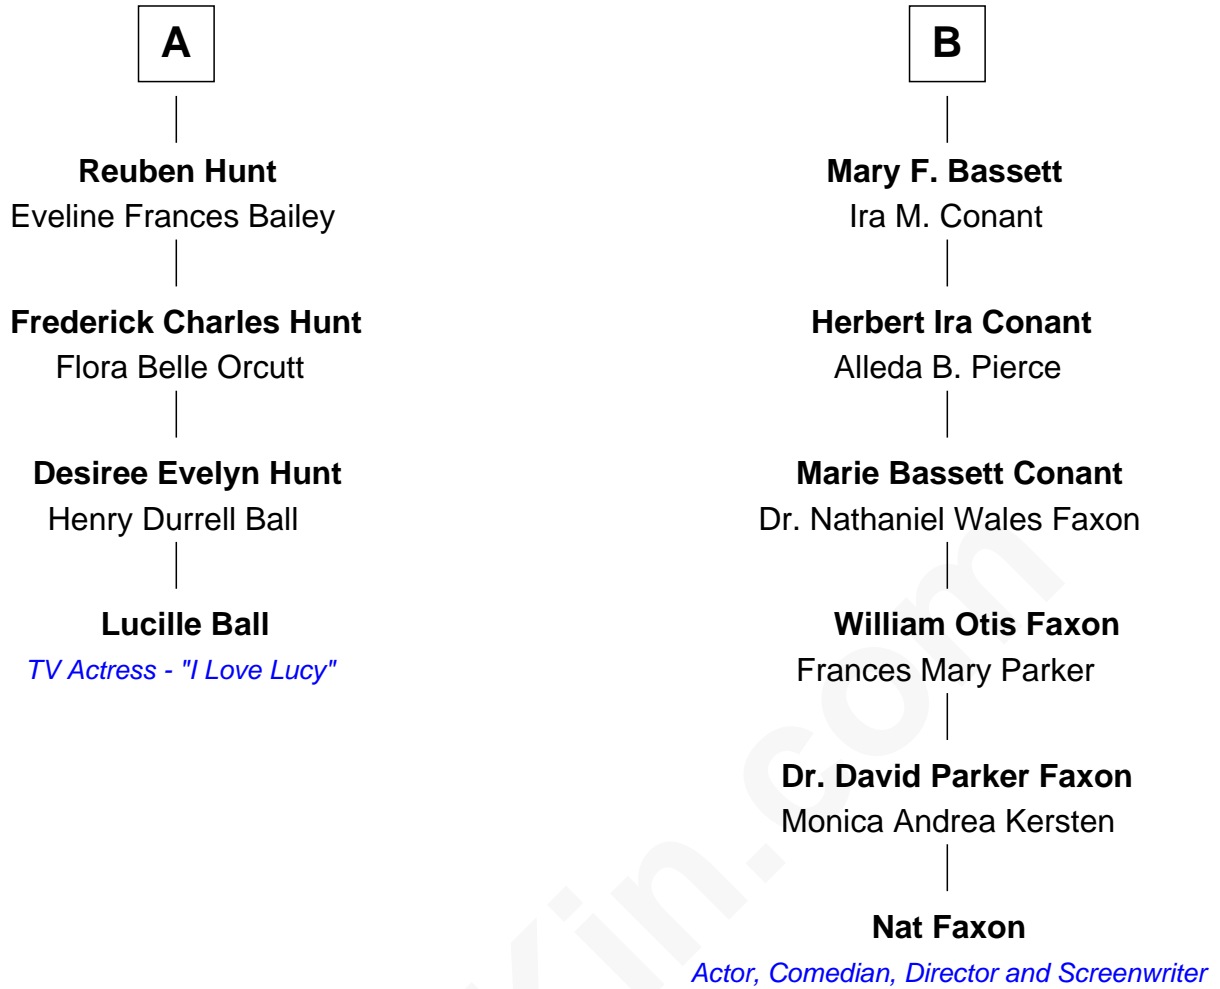 A
Reuben Hunt
Eveline Frances Bailey
Frederick Charles Hunt
Flora Belle Orcutt
Desiree Evelyn Hunt
Henry Durrell Ball
Lucille Ball
TV Actress - "I Love Lucy"
B
Mary F. Bassett
Ira M. Conant
Herbert Ira Conant
Alleda B. Pierce
Marie Bassett Conant
Dr. Nathaniel Wales Faxon
William Otis Faxon
Frances Mary Parker
Dr. David Parker Faxon
Monica Andrea Kersten
Nat Faxon
Actor, Comedian, Director and Screenwriter
Kin.com